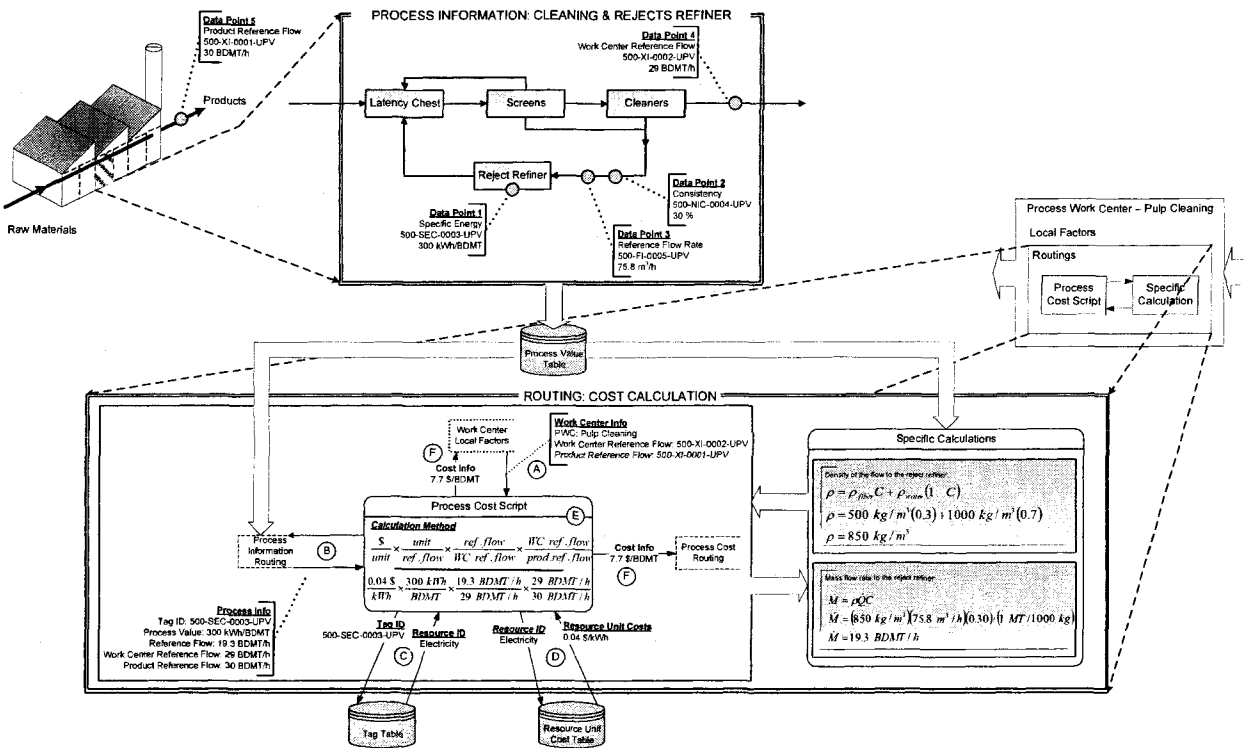 PROCESS INFORMATION: CLEANING & REJECTS REFINER
Data Point 5
Product Reference Flow
500-XI-0001-UPV
30 BDMT/h
Products
Raw Materials
Data Point 4
Work Center Reference Flow
500-XI-0002-UPV
29 BDMT/h
Latency Chest
Screens
Cleaners
Reject Refiner
Data Point 1
Specific Energy
500-SEC-0003-UPV
300 kWh/BDMT
Data Point 2
Consistency
500-NIC-0004-UPV
30 %
Data Point 3
Reference Flow Rate
500-FI-0005-UPV
75.8 m³/h
Process Work Center – Pulp Cleaning
Local Factors
Routings
Process
Cost Script
Specific
Calculation
Process Value
Table
ROUTING: COST CALCULATION
Work Center
Local Factors
Work Center Info
PWC: Pulp Cleaning
Work Center Reference Flow: 500-XI-0002-UPV
Product Reference Flow: 500-XI-0001-UPV
F
Cost Info
7.7 $/BDMT
A
Process Cost Script
E
Calculation Method
$/unit × unit/ref.flow × ref.flow/WC ref.flow × WC ref.flow/prod.ref.flow
0.04 $/kWh × 300 kWh/BDMT × 19.3 BDMT/h/29 BDMT/h × 29 BDMT/h/30 BDMT/h
Process
Information
Routing
B
Cost Info
7.7 $/BDMT
F
Process Cost
Routing
Process Info
Tag ID: 500-SEC-0003-UPV
Process Value: 300 kWh/BDMT
Reference Flow: 19.3 BDMT/h
Work Center Reference Flow: 29 BDMT/h
Product Reference Flow: 30 BDMT/h
Tag ID
500-SEC-0003-UPV
C
Resource ID
Electricity
Resource ID
Electricity
D
Resource Unit Costs
0.04 $/kWh
Tag Table
Resource Unit
Cost Table
Specific Calculations
Density of the flow to the reject refiner:
ρ = ρ_fiber C + ρ_water (1 C)
ρ = 500 kg/m³(0.3) + 1000 kg/m³(0.7)
ρ = 850 kg/m³
Mass flow rate to the reject refiner:
Ṁ = ρQC
Ṁ = (850 kg/m³)(75.8 m³/h)(0.30)(1 MT/1000 kg)
Ṁ = 19.3 BDMT/h